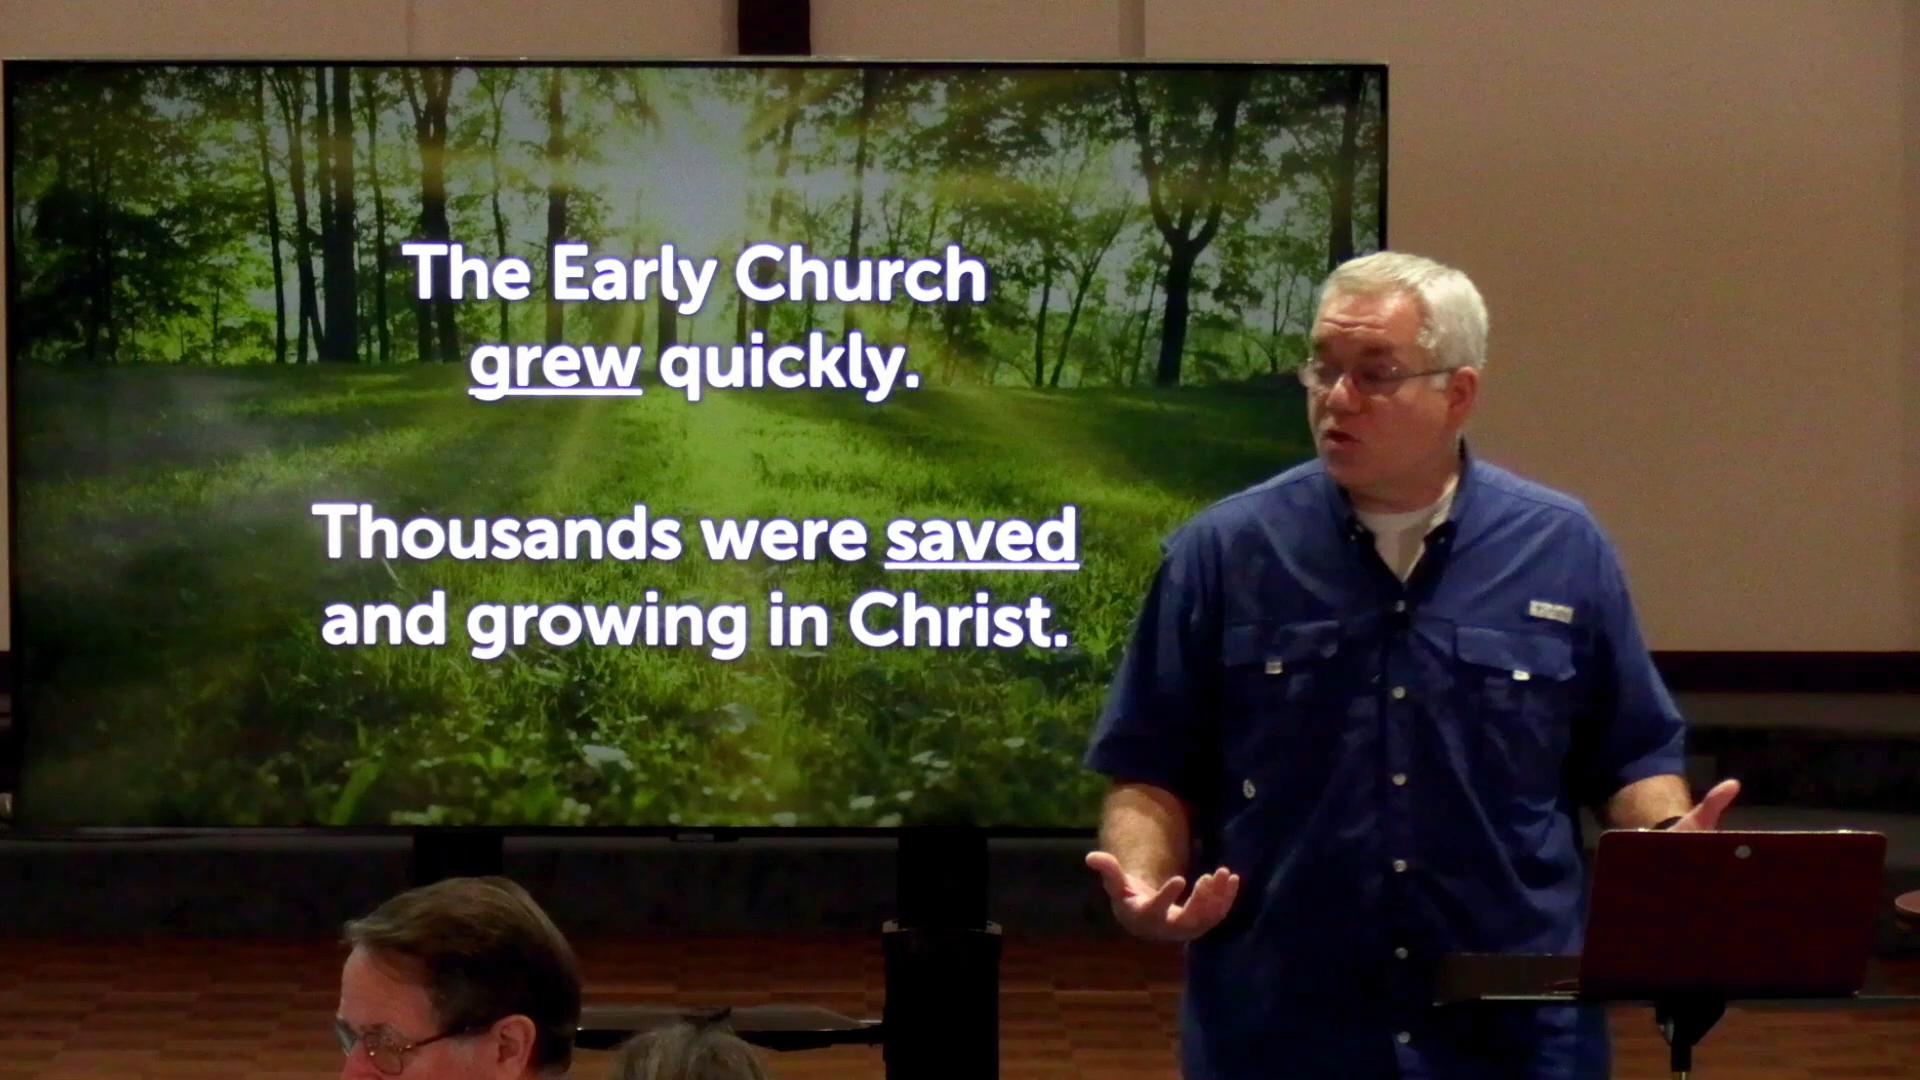 The Early Church
grew quickly.
Thousands were saved
and growing in Christ.